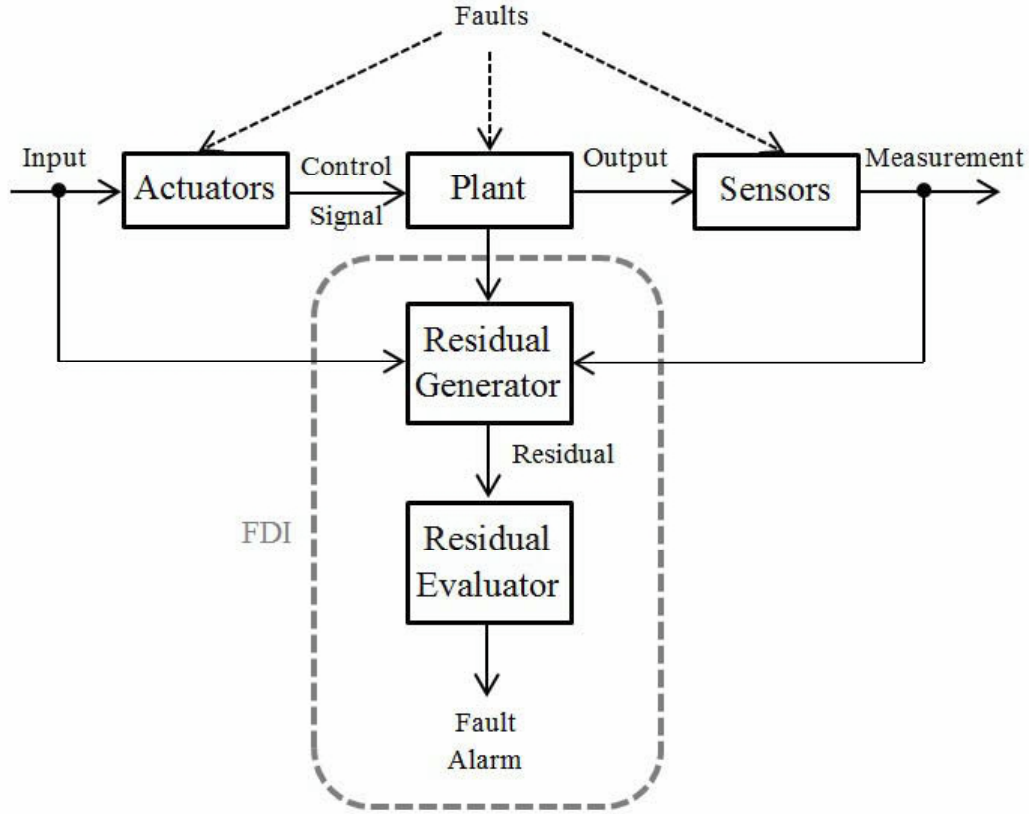 Faults
Input
Actuators
Control
Signal
Plant
Output
Sensors
Measurement
Residual
Generator
Residual
FDI
Residual
Evaluator
Fault
Alarm